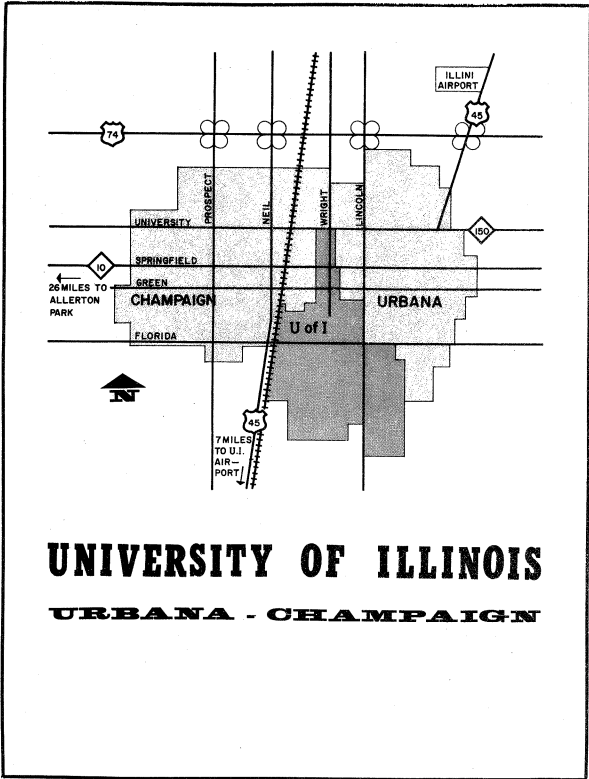 ILLINI
AIRPORT
45
74
PROSPECT
NEIL
WRIGHT
LINCOLN
UNIVERSITY
150
10
SPRINGFIELD
26 MILES TO
ALLERTON
PARK
GREEN
CHAMPAIGN
URBANA
U of I
FLORIDA
N
45
7 MILES
TO U.I.
AIR-
PORT
UNIVERSITY OF ILLINOIS
URBANA - CHAMPAIGN